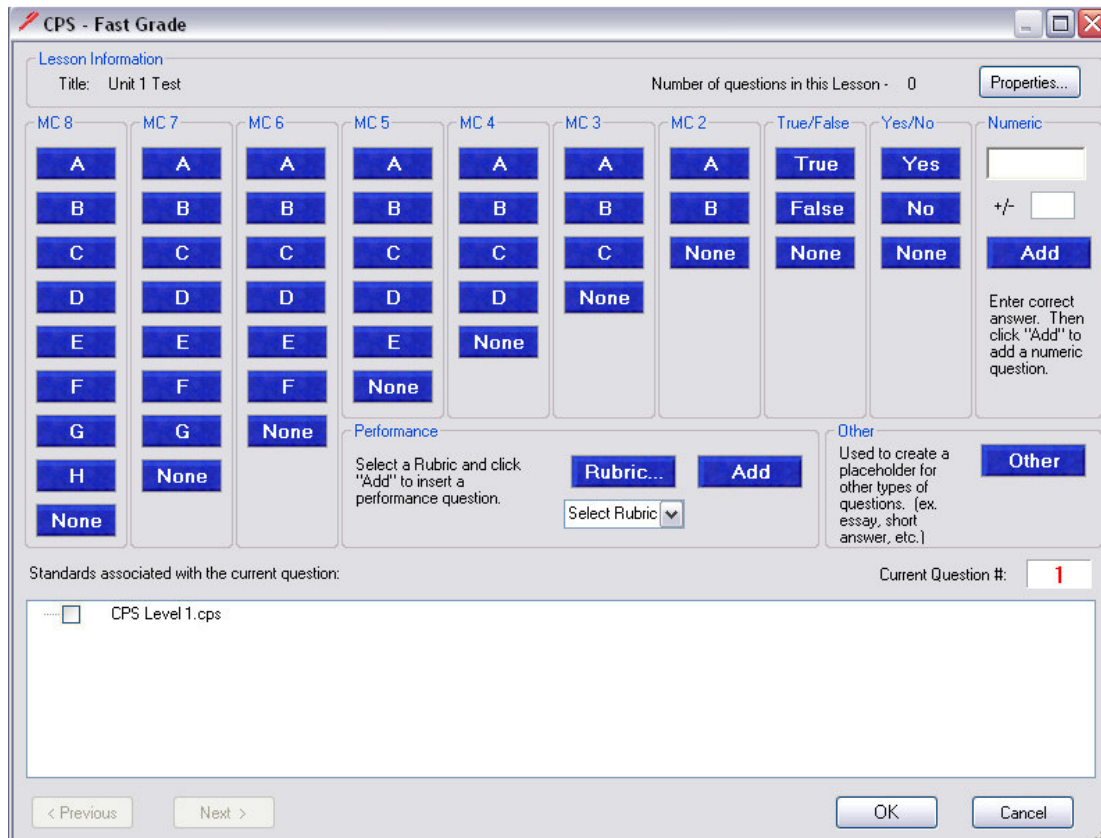 CPS - Fast Grade
Lesson Information
Title: Unit 1 Test
Number of questions in this Lesson - 0
Properties...
MC 8
A
B
C
D
E
F
G
H
None
MC 7
A
B
C
D
E
F
G
None
MC 6
A
B
C
D
E
F
None
MC 5
A
B
C
D
E
None
MC 4
A
B
C
D
None
MC 3
A
B
C
None
MC 2
A
B
None
True/False
True
False
None
Yes/No
Yes
No
None
Numeric
+/-
Add
Enter correct
answer. Then
click "Add" to
add a numeric
question.
Performance
Select a Rubric and click
"Add" to insert a
performance question.
Rubric...
Add
Select Rubric
Other
Used to create a
placeholder for
other types of
questions. (ex.
essay, short
answer, etc.)
Other
Standards associated with the current question:
Current Question #: 1
CPS Level 1.cps
< Previous
Next >
OK
Cancel